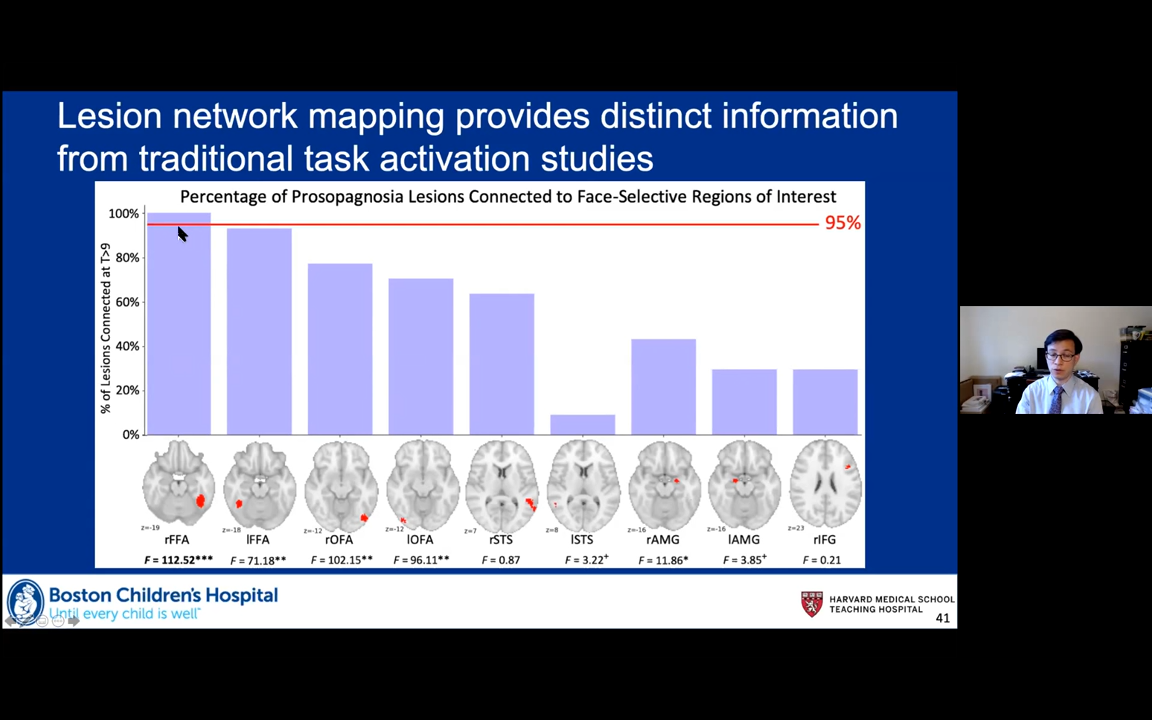 Lesion network mapping provides distinct information
from traditional task activation studies
Percentage of Prosopagnosia Lesions Connected to Face-Selective Regions of Interest
% of Lesions Connected at T>9
100%
80%
60%
40%
20%
0%
95%
z=-19
z=-18
z=-12
z=-12
z=7
z=8
z=-16
z=-16
z=23
rFFA
lFFA
rOFA
lOFA
rSTS
lSTS
rAMG
lAMG
rIFG
F = 112.52***
F = 71.18**
F = 102.15**
F = 96.11**
F = 0.87
F = 3.22+
F = 11.86*
F = 3.85+
F = 0.21
Boston Children's Hospital
Until every child is well™
HARVARD MEDICAL SCHOOL
TEACHING HOSPITAL
41